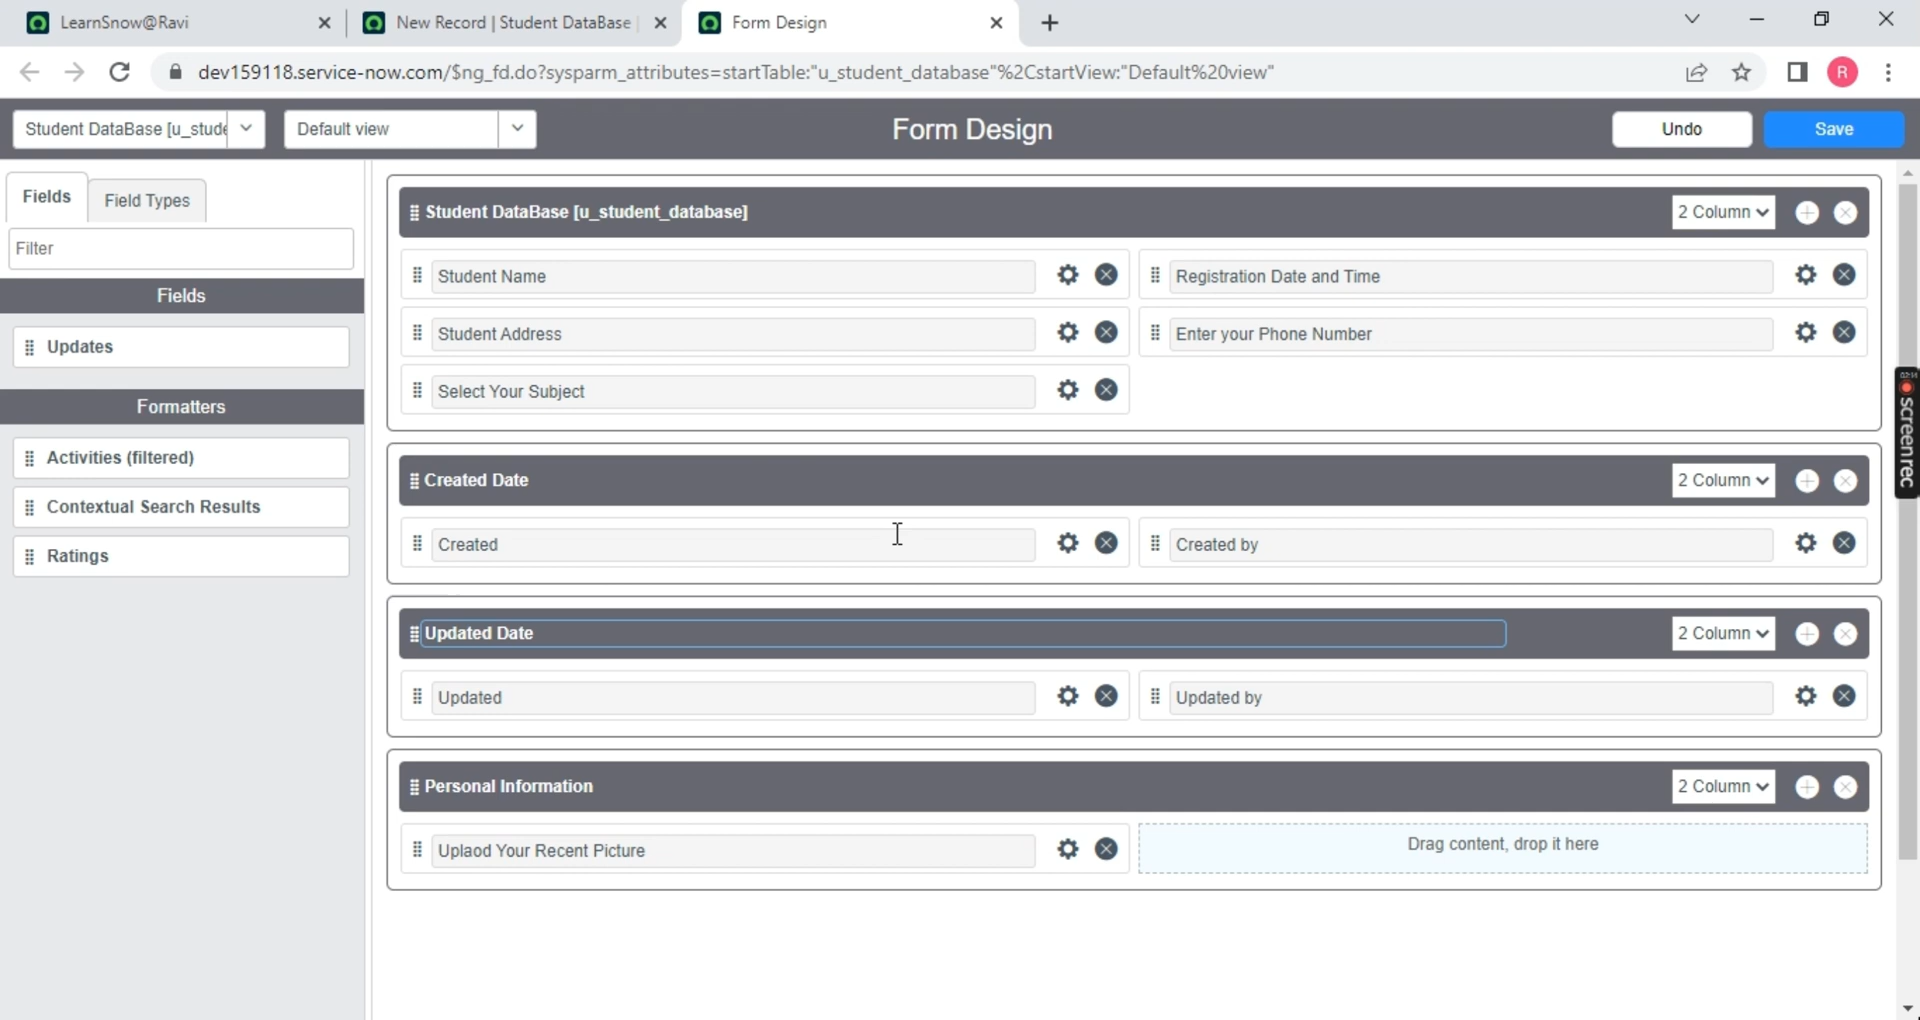 LearnSnow@Ravi
New Record | Student DataBase |
Form Design
dev159118.service-now.com/$ng_fd.do?sysparm_attributes=startTable:"u_student_database"%2CstartView:"Default%20view"
R
Student DataBase [u_stude
Default view
Form Design
Undo
Save
Fields
Field Types
Filter
Fields
Updates
Formatters
Activities (filtered)
Contextual Search Results
Ratings
Student DataBase [u_student_database]
2 Column
Student Name
Registration Date and Time
Student Address
Enter your Phone Number
Select Your Subject
Created Date
2 Column
Created
Created by
Updated Date
2 Column
Updated
Updated by
Personal Information
2 Column
Uplaod Your Recent Picture
Drag content, drop it here
screenrec